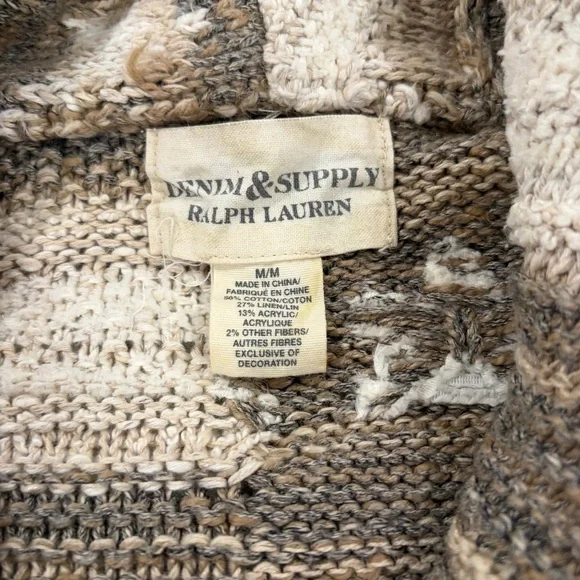 DENIM & SUPPLY
RALPH LAUREN
M/M
MADE IN CHINA/
FABRIQUÉ EN CHINE
58% COTTON/COTON
27% LINEN/LIN
13% ACRYLIC/
ACRYLIQUE
2% OTHER FIBERS/
AUTRES FIBRES
EXCLUSIVE OF
DECORATION